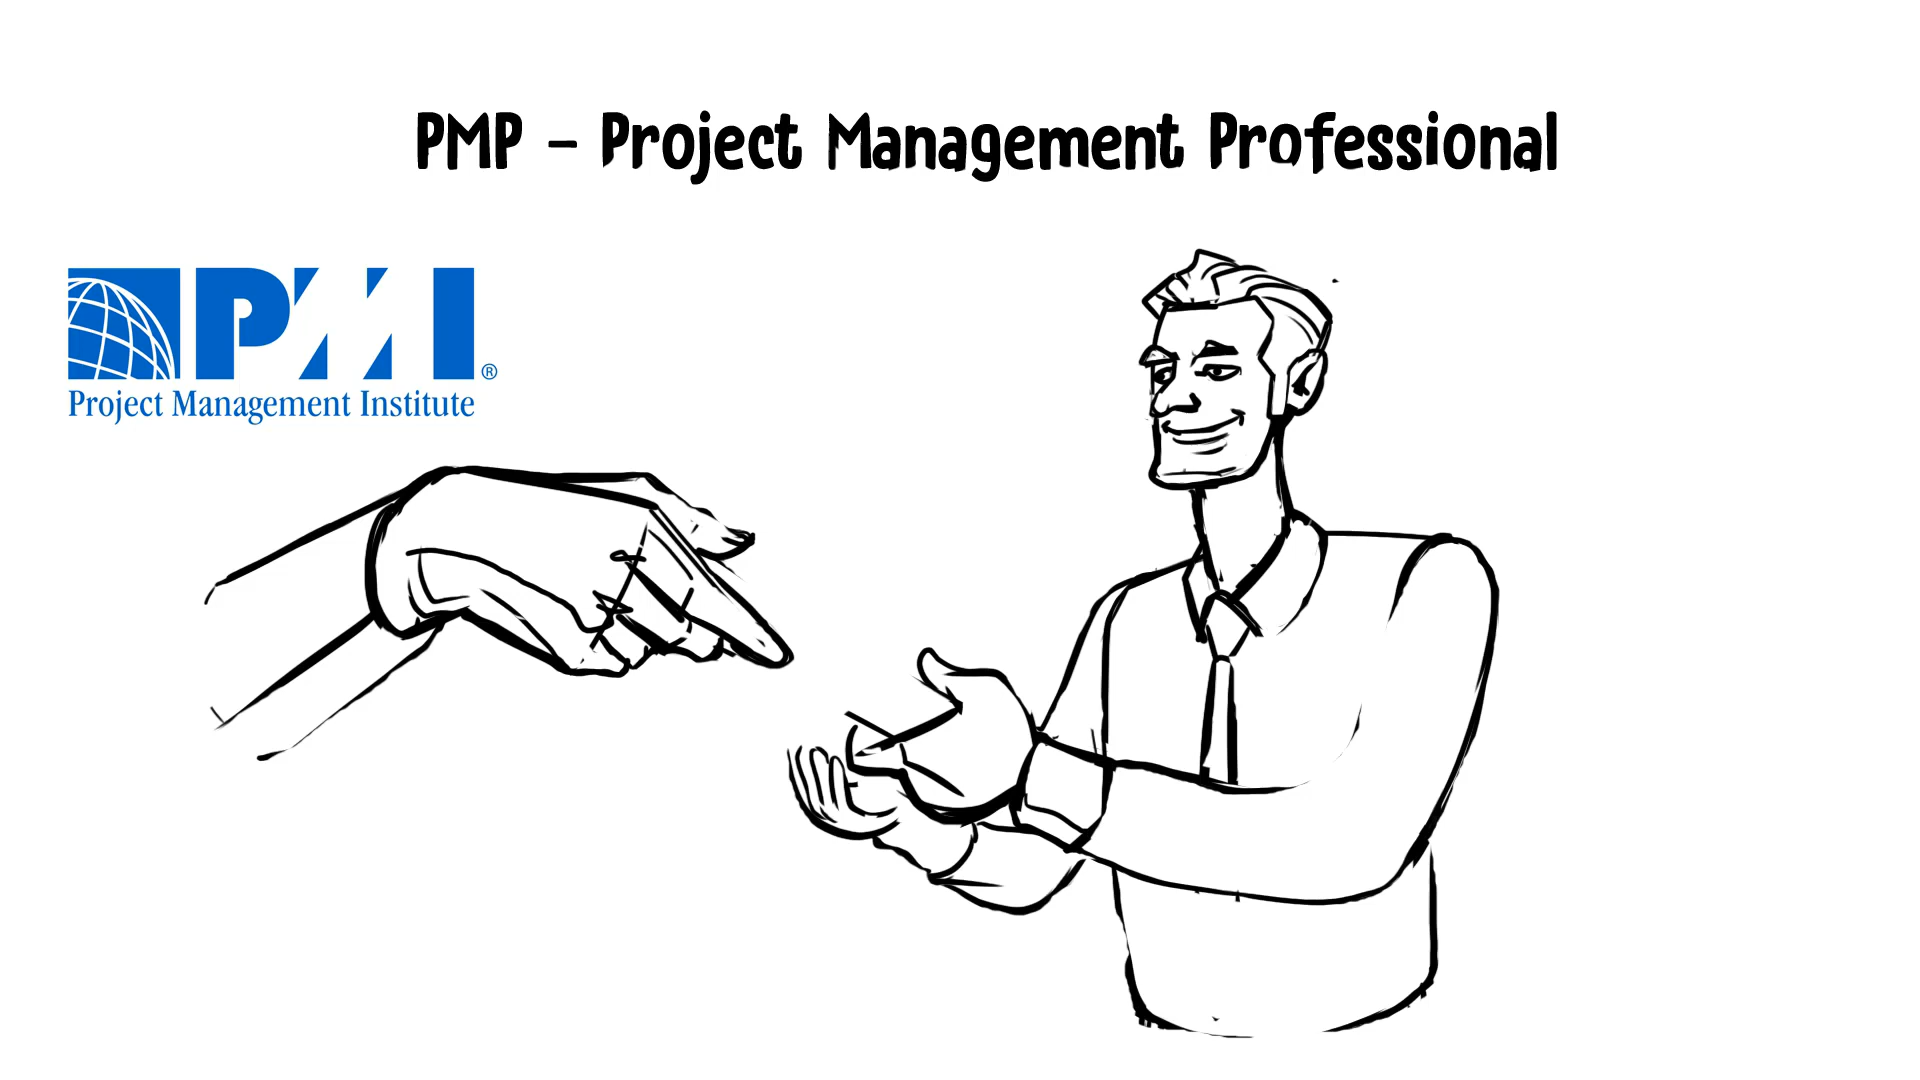 PMP - Project Management Professional
PMI®
Project Management Institute